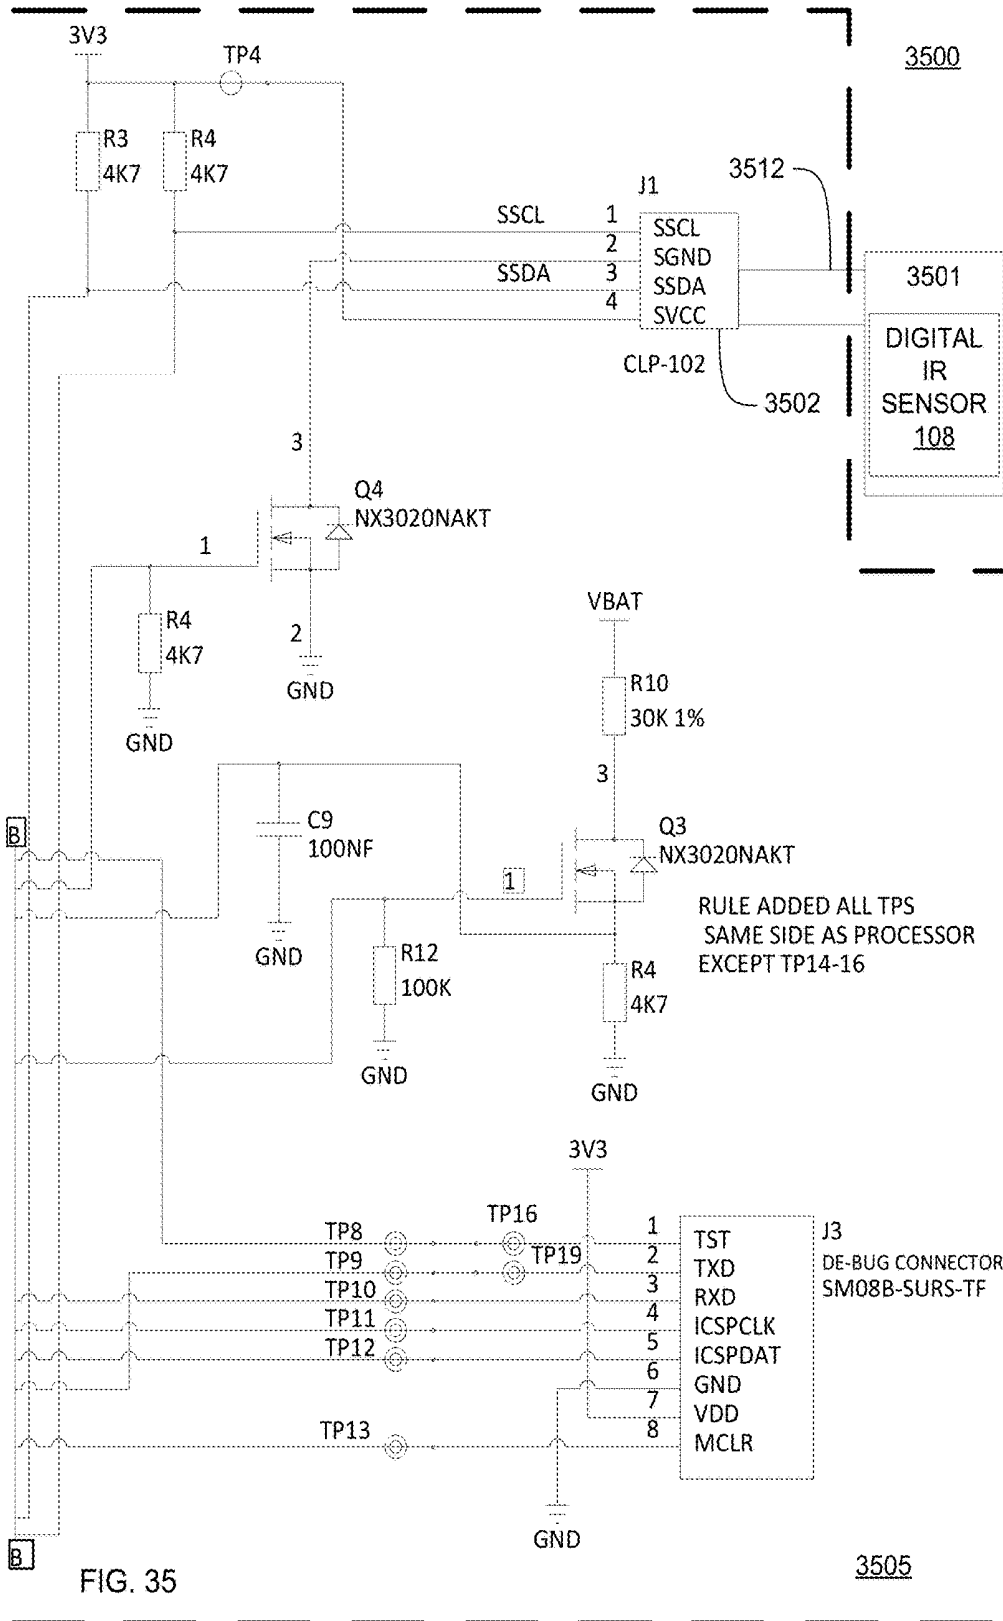 3V3
TP4
3500
R3
4K7
R4
4K7
3512
J1
SSCL
1
SSCL
2
SGND
SSDA
3
SSDA
4
SVCC
3501
DIGITAL
IR
SENSOR
108
CLP-102
3502
3
Q4
NX3020NAKT
1
R4
4K7
2
GND
GND
VBAT
R10
30K 1%
3
B
C9
100NF
Q3
NX3020NAKT
1
GND
R12
100K
GND
RULE ADDED ALL TPS
SAME SIDE AS PROCESSOR
EXCEPT TP14-16
R4
4K7
GND
3V3
TP8
TP16
1
TST
J3
TP9
TP19
2
TXD
DE-BUG CONNECTOR
TP10
3
RXD
SM08B-SURS-TF
TP11
4
ICSPCLK
TP12
5
ICSPDAT
6
GND
7
VDD
TP13
8
MCLR
GND
B
FIG. 35
3505